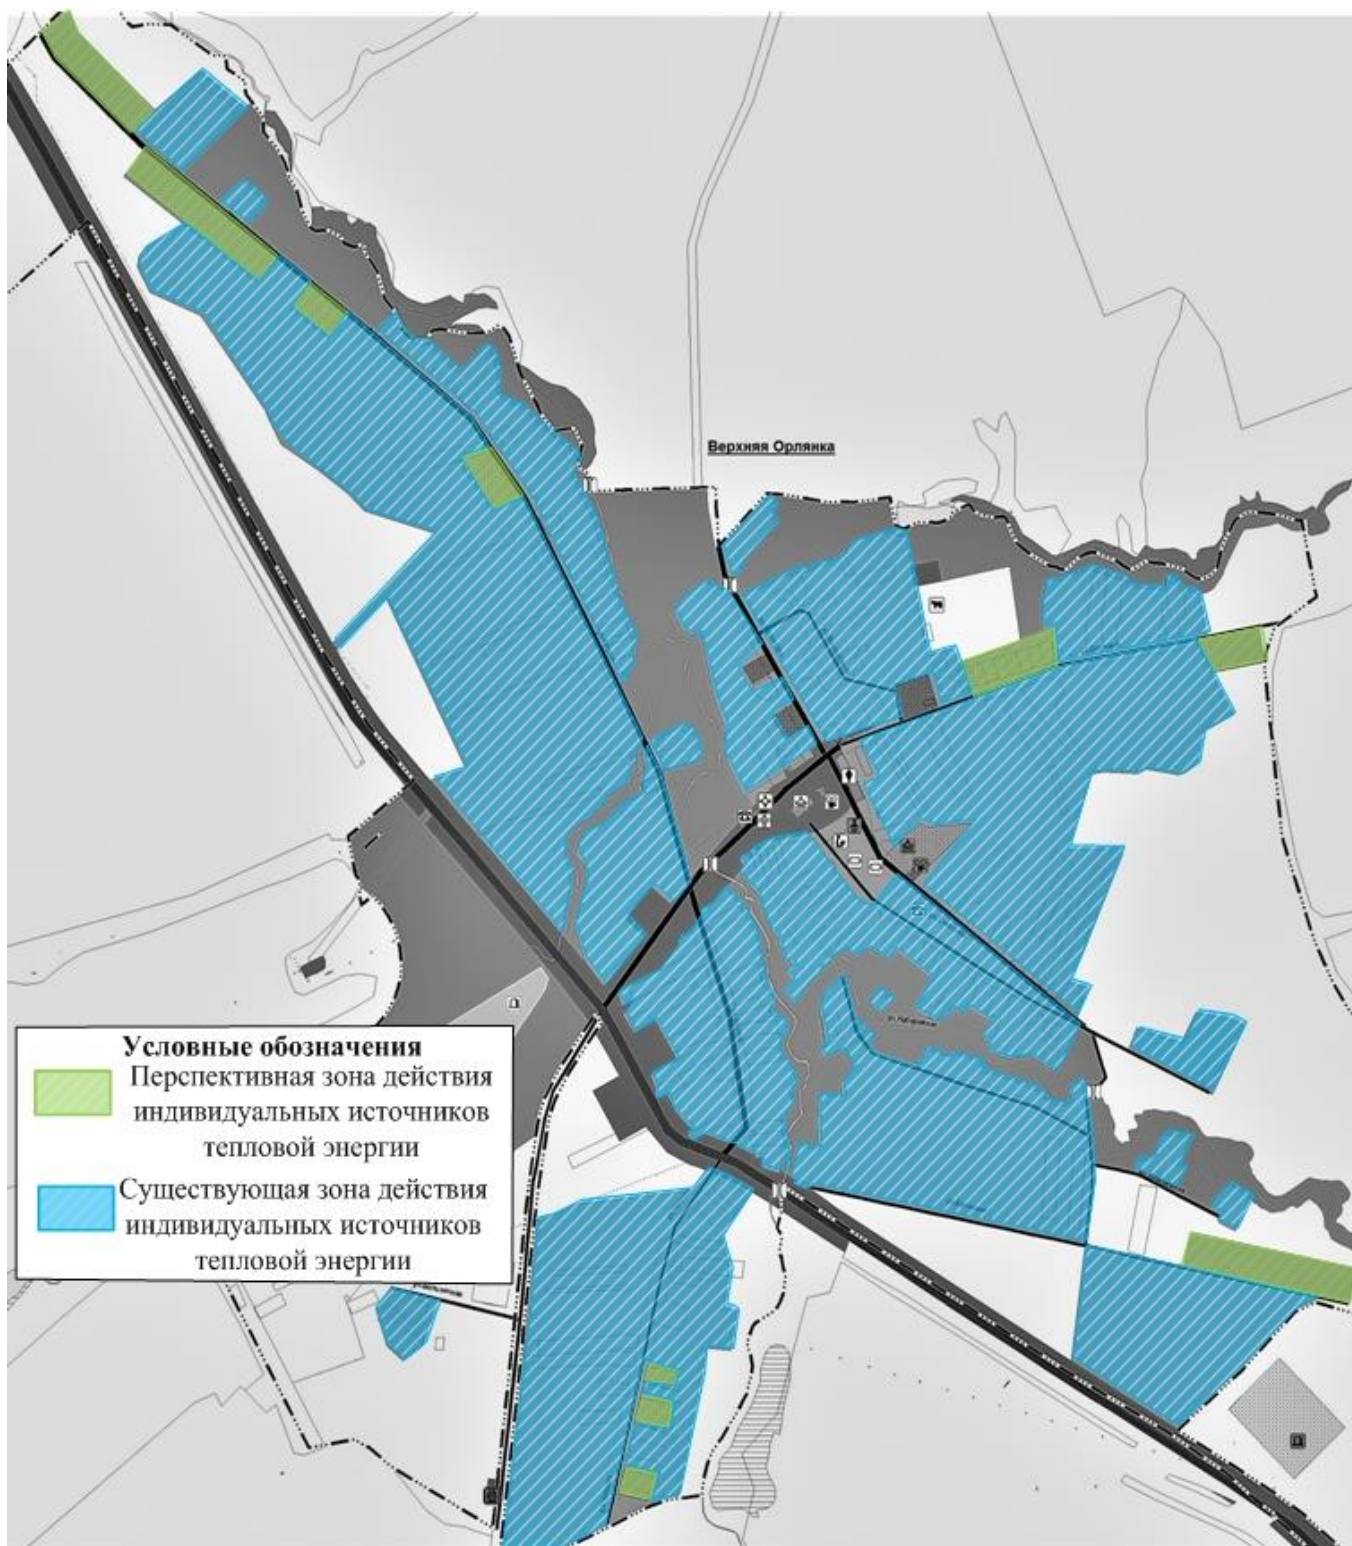 Верхняя Орлянка
Условные обозначения
Перспективная зона действия
индивидуальных источников
тепловой энергии
Существующая зона действия
индивидуальных источников
тепловой энергии